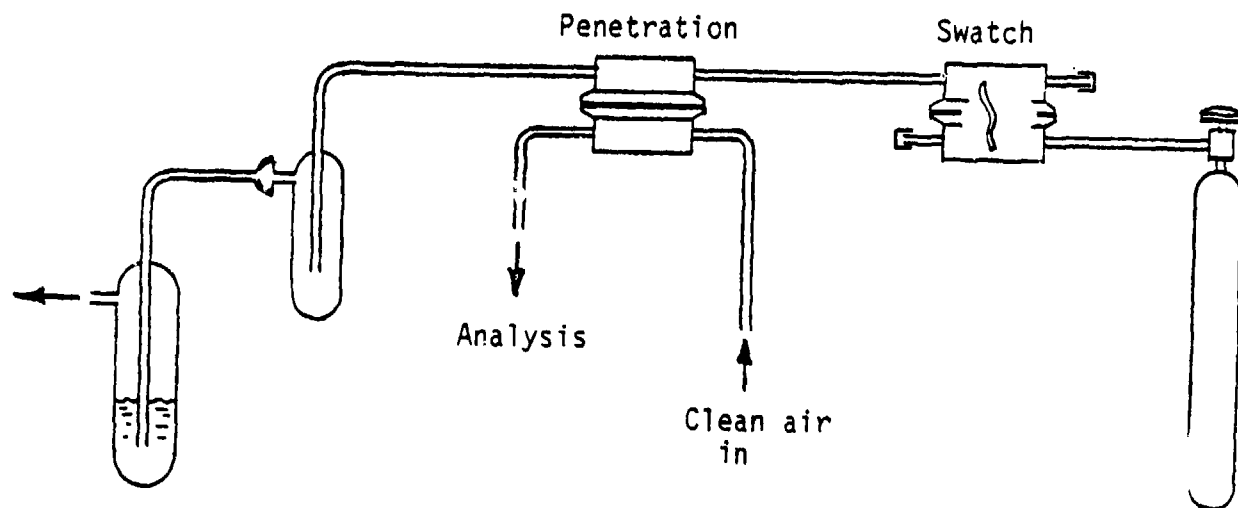 Penetration
Swatch
Analysis
Clean air
in